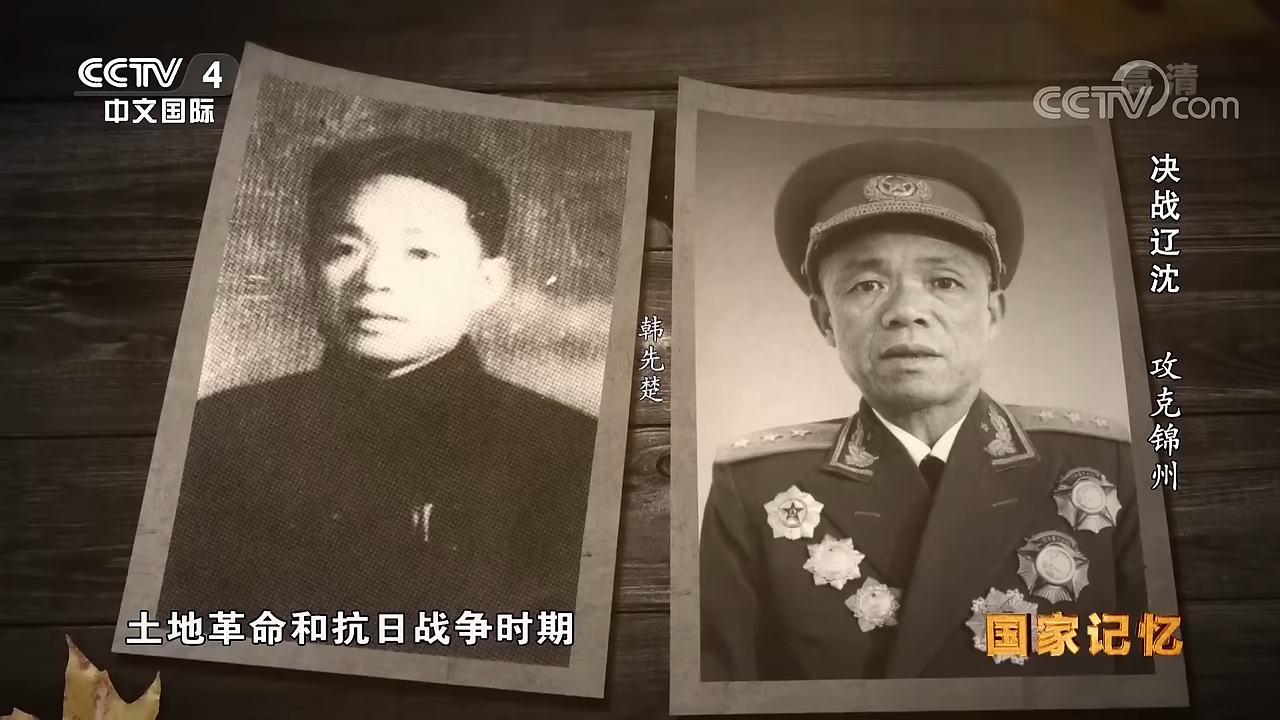 CCTV 4
中文国际
高清
CCTV.com
决战辽沈 攻克锦州
韩先楚
土地革命和抗日战争时期
国家记忆